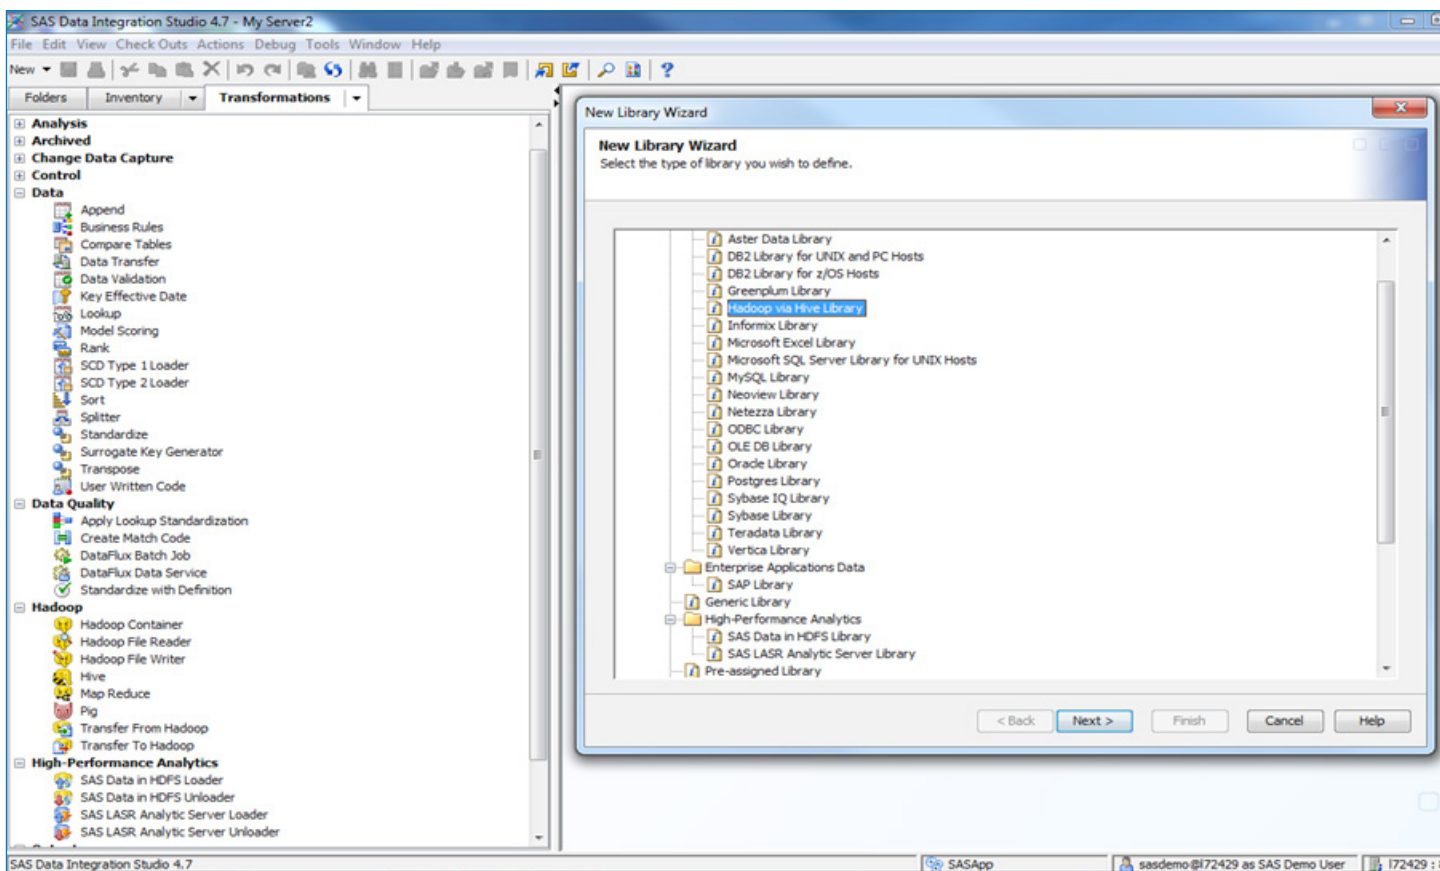 SAS Data Integration Studio 4.7 - My Server2
File Edit View Check Outs Actions Debug Tools Window Help
New
Folders Inventory Transformations
Analysis
Archived
Change Data Capture
Control
Data
Append
Business Rules
Compare Tables
Data Transfer
Data Validation
Key Effective Date
Lookup
Model Scoring
Rank
SCD Type 1 Loader
SCD Type 2 Loader
Sort
Splitter
Standardize
Surrogate Key Generator
Transpose
User Written Code
Data Quality
Apply Lookup Standardization
Create Match Code
DataFlux Batch Job
DataFlux Data Service
Standardize with Definition
Hadoop
Hadoop Container
Hadoop File Reader
Hadoop File Writer
Hive
Map Reduce
Pig
Transfer From Hadoop
Transfer To Hadoop
High-Performance Analytics
SAS Data in HDFS Loader
SAS Data in HDFS Unloader
SAS LASR Analytic Server Loader
SAS LASR Analytic Server Unloader
New Library Wizard
New Library Wizard
Select the type of library you wish to define.
Aster Data Library
DB2 Library for UNIX and PC Hosts
DB2 Library for z/OS Hosts
Greenplum Library
Hadoop via Hive Library
Informix Library
Microsoft Excel Library
Microsoft SQL Server Library for UNIX Hosts
MySQL Library
Neoview Library
Netezza Library
ODBC Library
OLE DB Library
Oracle Library
Postgres Library
Sybase IQ Library
Sybase Library
Teradata Library
Vertica Library
Enterprise Applications Data
SAP Library
Generic Library
High-Performance Analytics
SAS Data in HDFS Library
SAS LASR Analytic Server Library
Pre-assigned Library
< Back Next > Finish Cancel Help
SAS Data Integration Studio 4.7 SASApp sasdemo@l72429 as SAS Demo User l72429 :